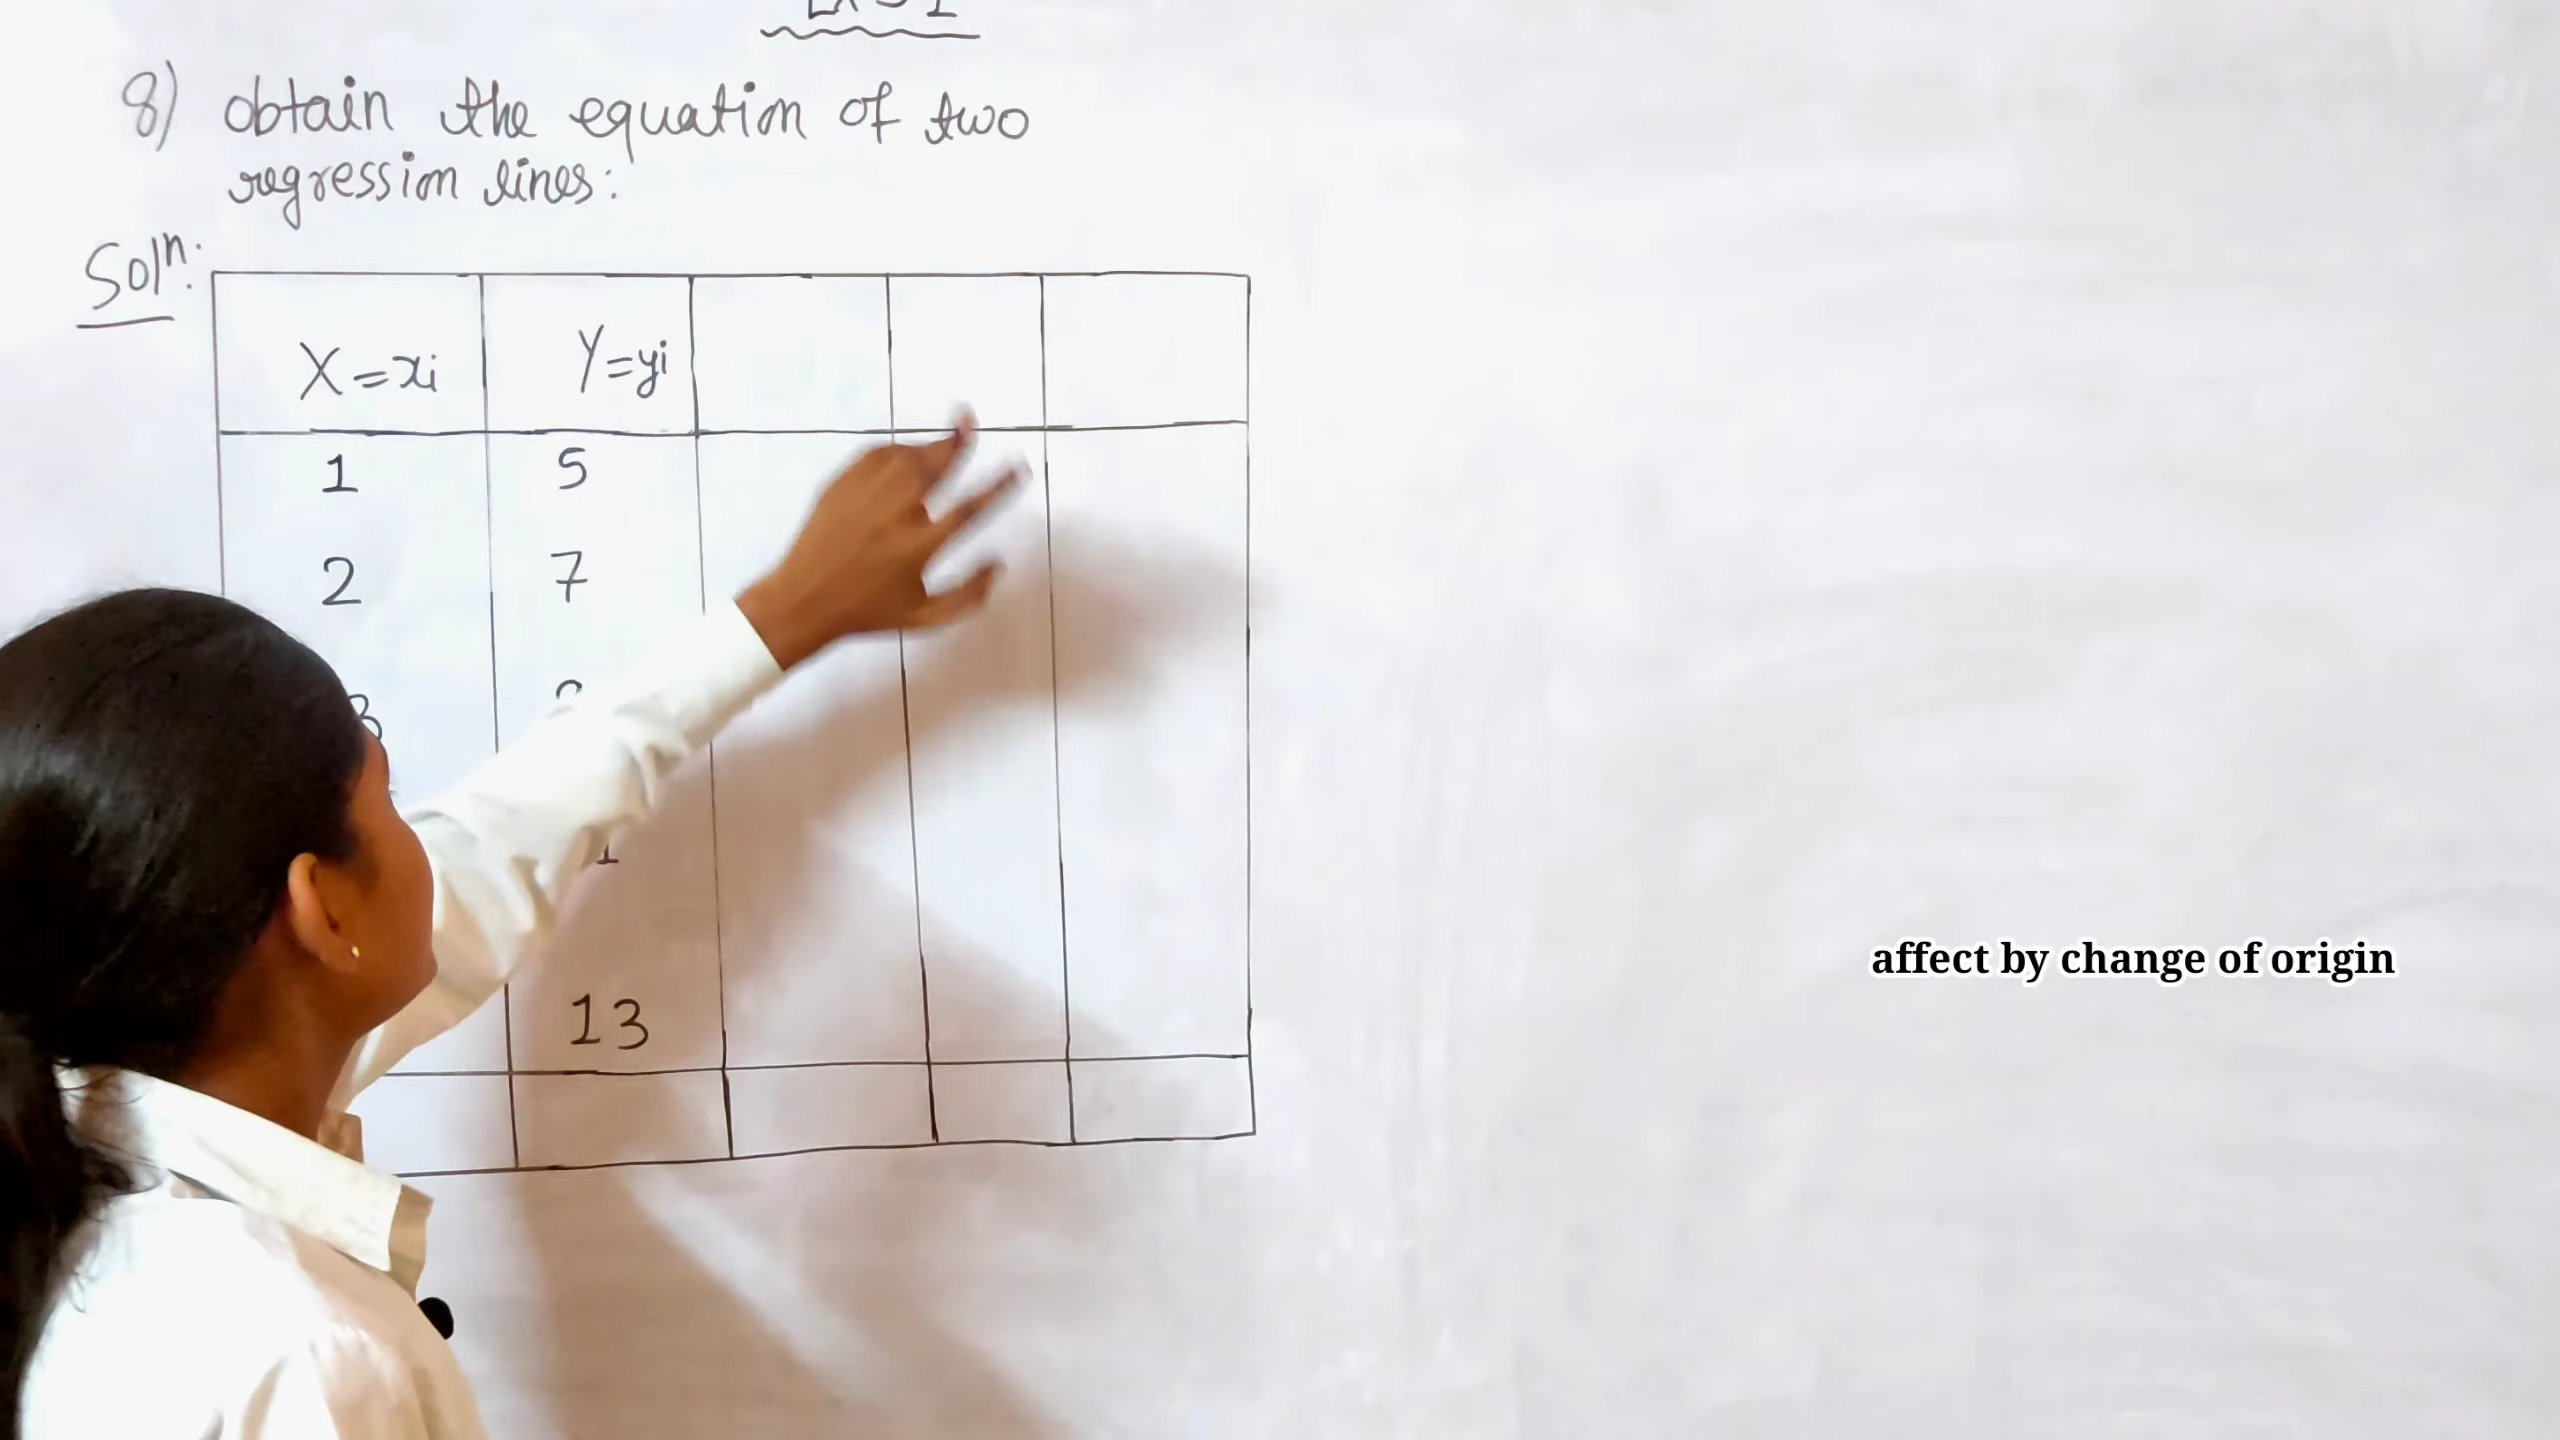 8) obtain the equation of two
regression lines:
Solⁿ:
X=xi Y=yi
1 5
2 7
3
13
affect by change of origin